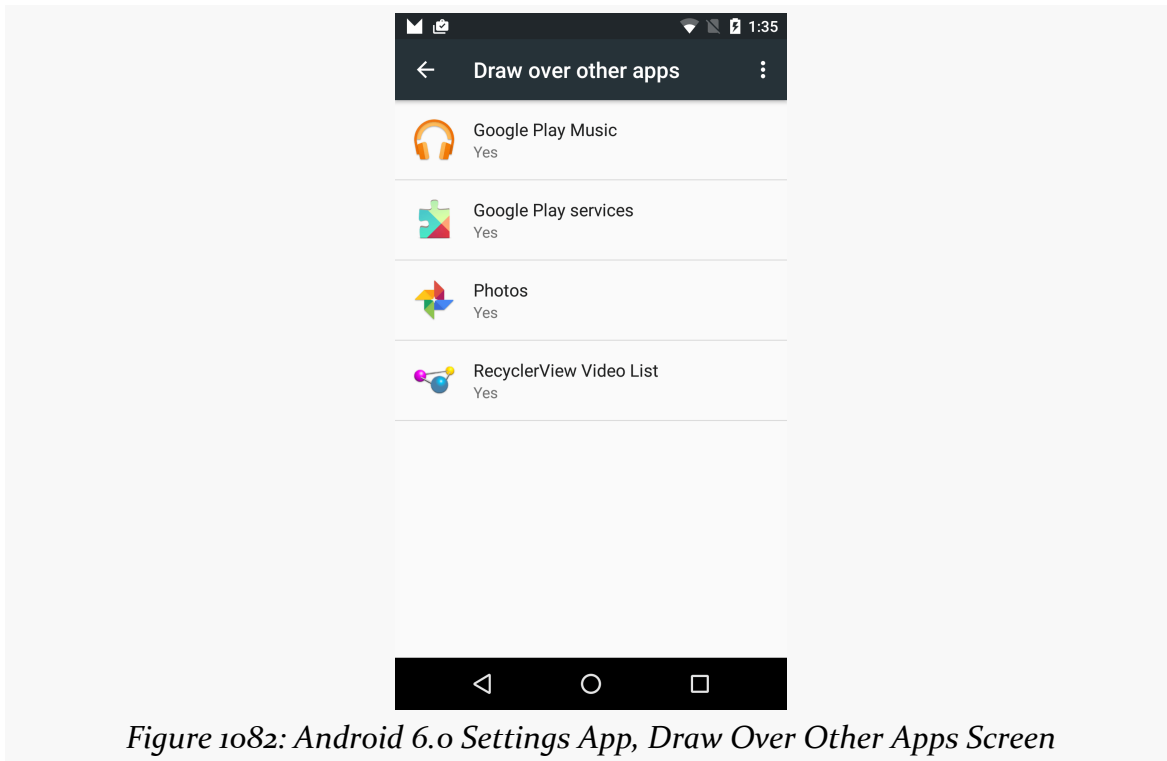 1:35
Draw over other apps
Google Play Music
Yes
Google Play services
Yes
Photos
Yes
RecyclerView Video List
Yes
Figure 1082: Android 6.0 Settings App, Draw Over Other Apps Screen